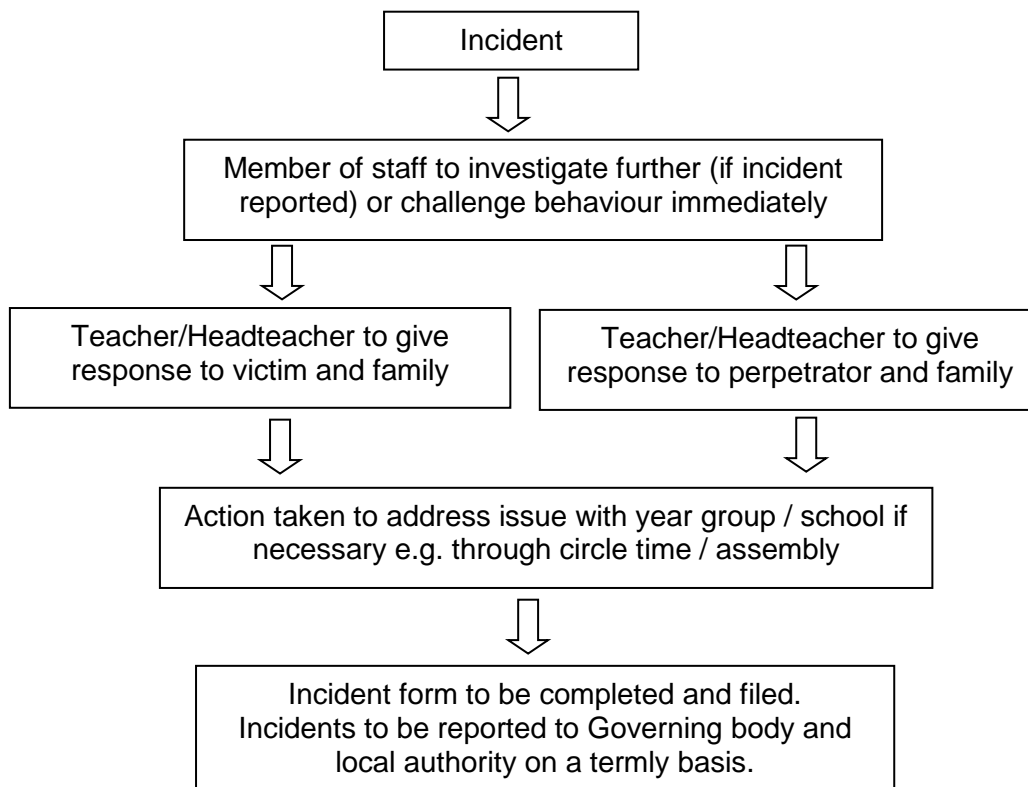 Incident
Member of staff to investigate further (if incident
reported) or challenge behaviour immediately
Teacher/Headteacher to give
response to victim and family
Teacher/Headteacher to give
response to perpetrator and family
Action taken to address issue with year group / school if
necessary e.g. through circle time / assembly
Incident form to be completed and filed.
Incidents to be reported to Governing body and
local authority on a termly basis.